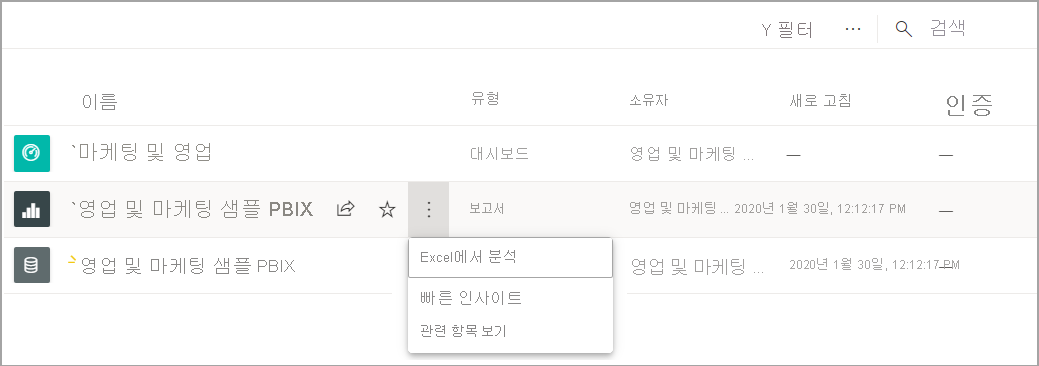 Y 필터 ... 검색
이름 유형 소유자 새로 고침 인증
`마케팅 및 영업 대시보드 영업 및 마케팅 ... — —
`영업 및 마케팅 샘플 PBIX 보고서 영업 및 마케팅 ... 2020년 1월 30일, 12:12:17 PM —
영업 및 마케팅 샘플 PBIX 영업 및 마케팅 ... 2020년 1월 30일, 12:12:17 PM —
Excel에서 분석
빠른 인사이트
관련 항목 보기